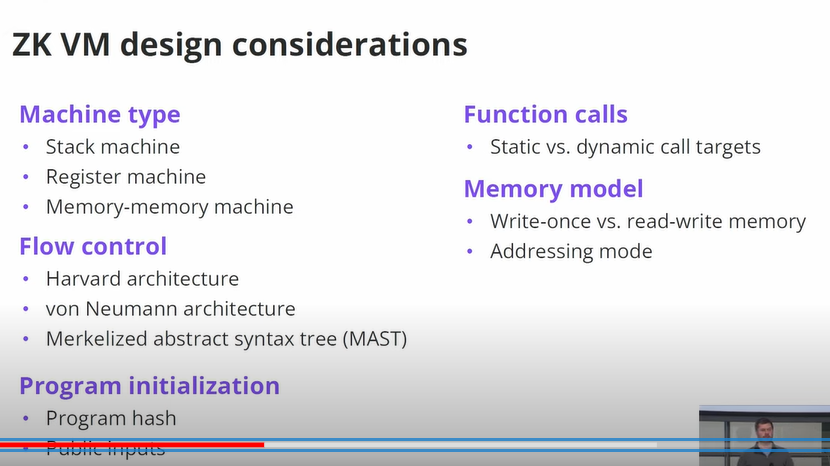 ZK VM design considerations
Machine type
• Stack machine
• Register machine
• Memory-memory machine
Flow control
• Harvard architecture
• von Neumann architecture
• Merkelized abstract syntax tree (MAST)
Program initialization
• Program hash
• Public inputs
Function calls
• Static vs. dynamic call targets
Memory model
• Write-once vs. read-write memory
• Addressing mode